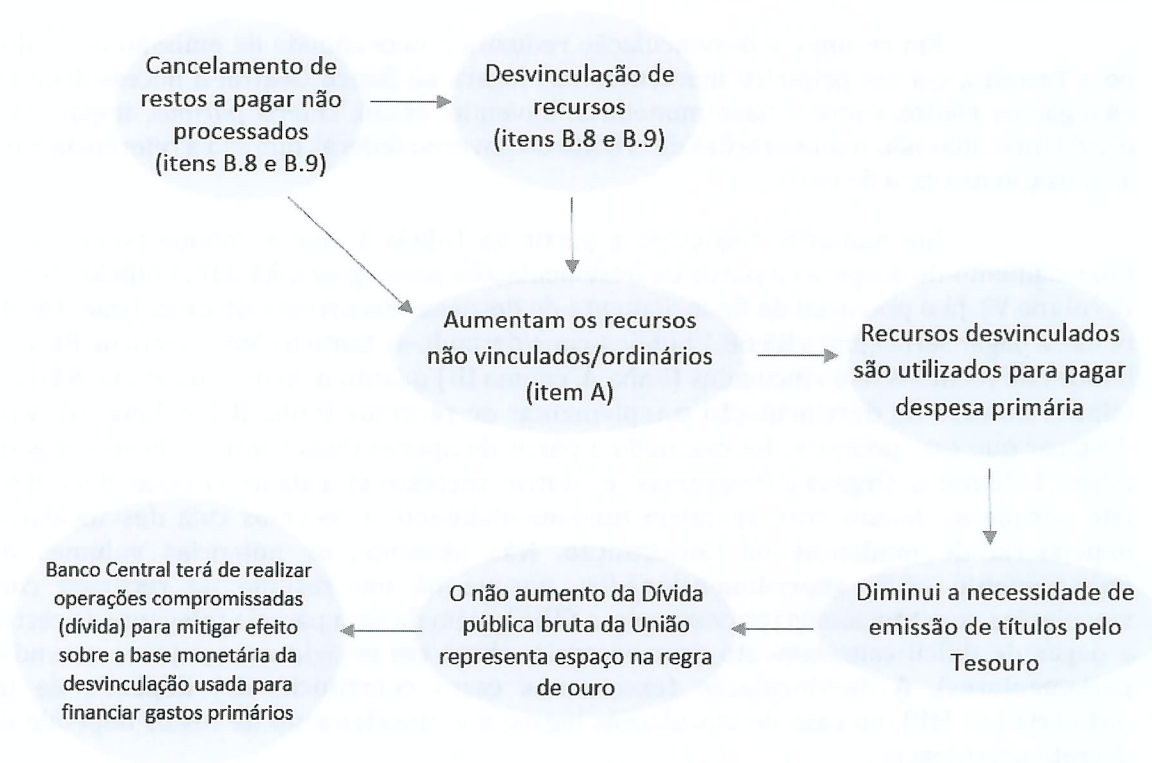 Cancelamento de
restos a pagar não
processados
(itens B.8 e B.9)
Desvinculação de
recursos
(itens B.8 e B.9)
Aumentam os recursos
não vinculados/ordinários
(item A)
Recursos desvinculados
são utilizados para pagar
despesa primária
Diminui a necessidade de
emissão de títulos pelo
Tesouro
O não aumento da Dívida
pública bruta da União
representa espaço na regra
de ouro
Banco Central terá de realizar
operações compromissadas
(dívida) para mitigar efeito
sobre a base monetária da
desvinculação usada para
financiar gastos primários